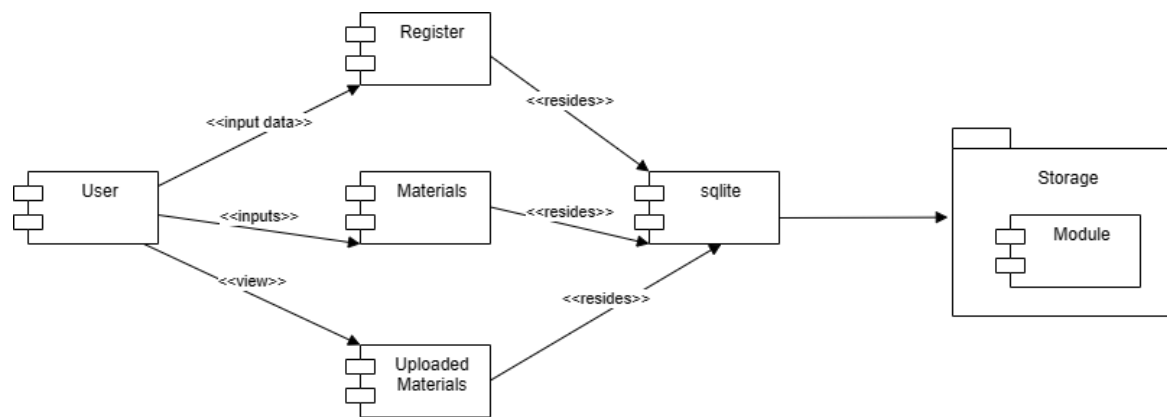 Register
<<resides>>
<<input data>>
User
Materials
sqlite
Storage
<<inputs>>
<<resides>>
Module
<<view>>
<<resides>>
Uploaded
Materials